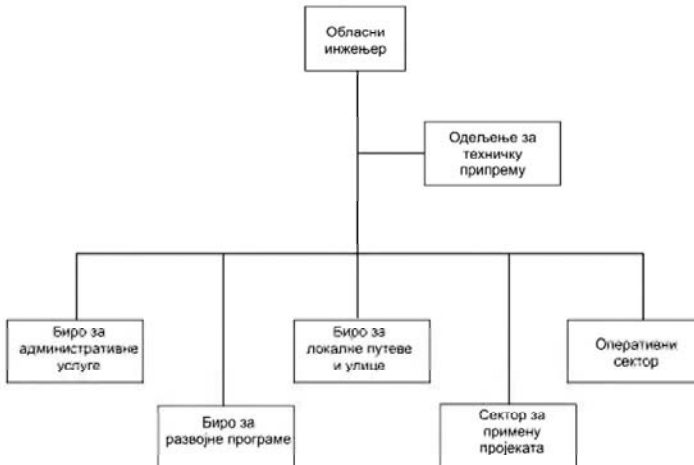 Обласни
инжењер
Одељење за
техничку
припрему
Биро за
административне
услуге
Биро за
локалне путеве
и улице
Оперативни
сектор
Биро за
развојне програме
Сектор за
примену
пројеката